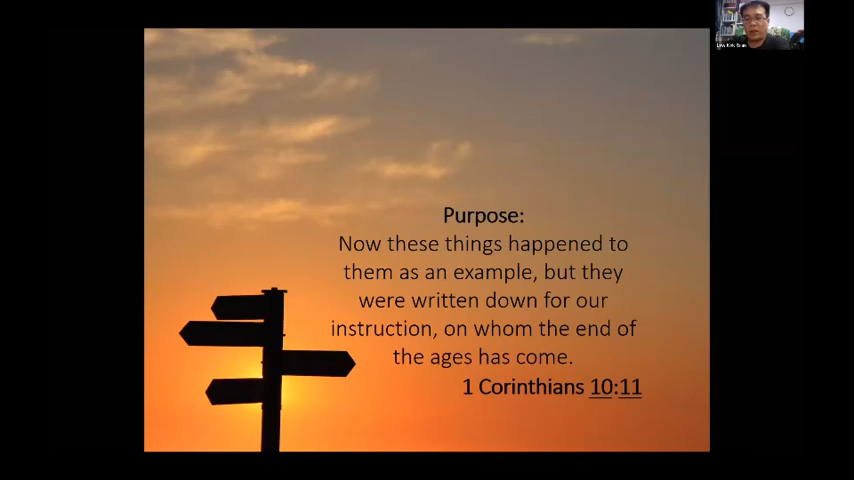 Purpose:
Now these things happened to
them as an example, but they
were written down for our
instruction, on whom the end of
the ages has come.
1 Corinthians 10:11